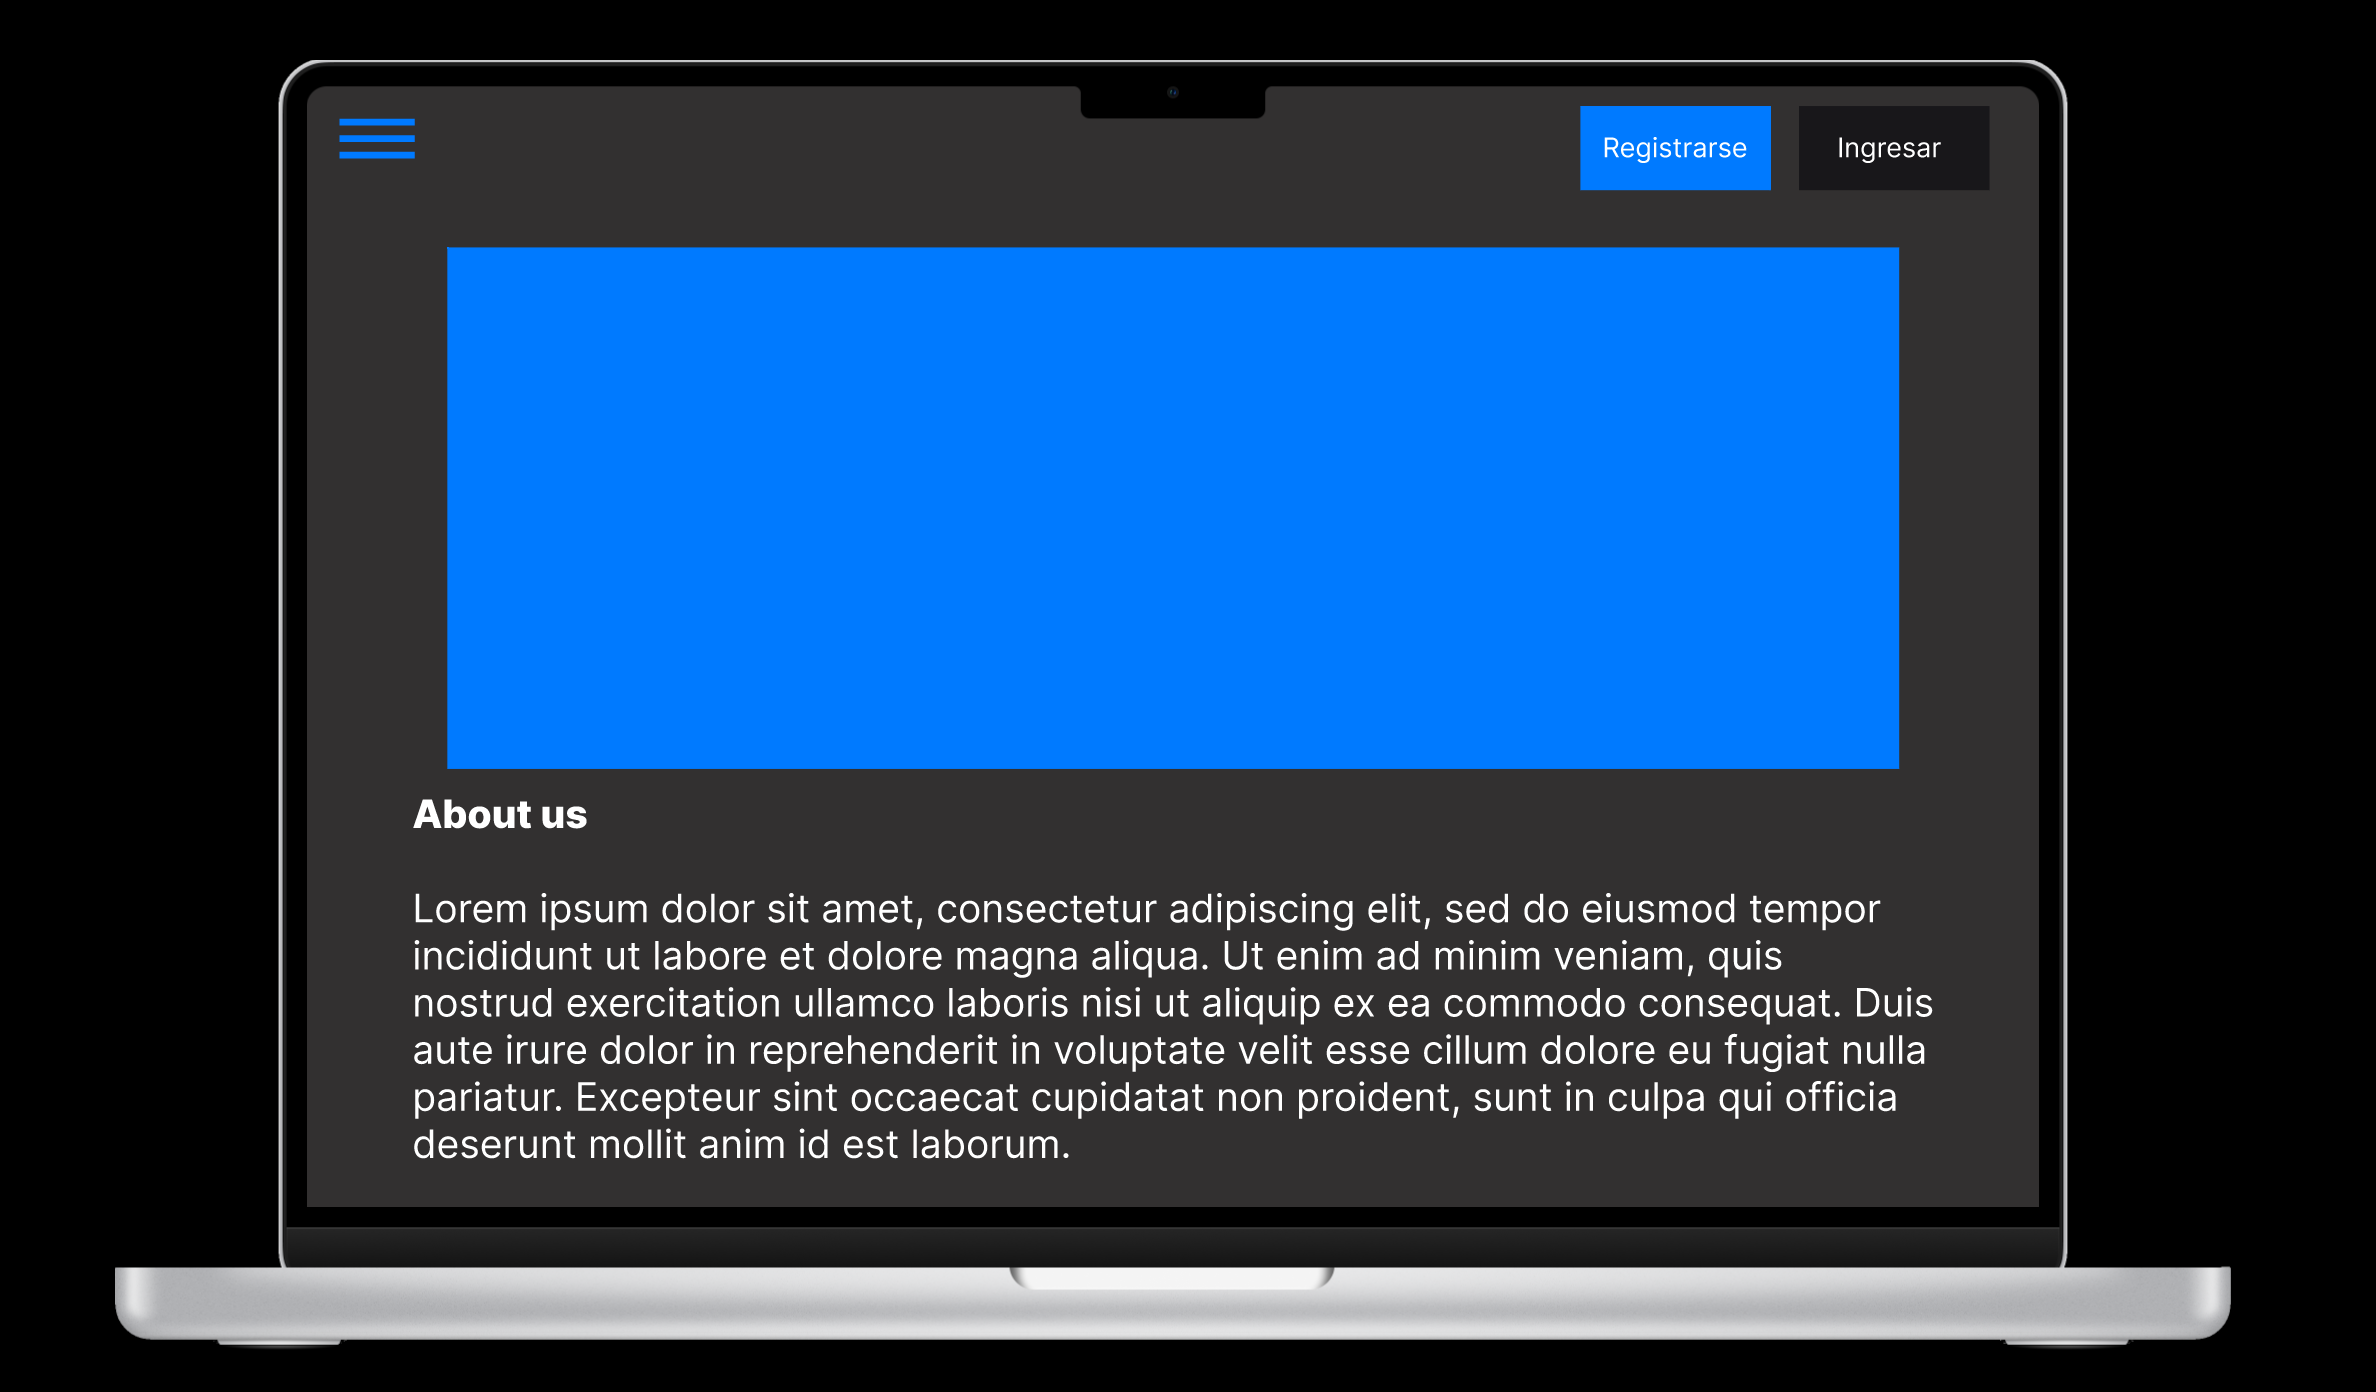 Registrarse Ingresar
About us
Lorem ipsum dolor sit amet, consectetur adipiscing elit, sed do eiusmod tempor
incididunt ut labore et dolore magna aliqua. Ut enim ad minim veniam, quis
nostrud exercitation ullamco laboris nisi ut aliquip ex ea commodo consequat. Duis
aute irure dolor in reprehenderit in voluptate velit esse cillum dolore eu fugiat nulla
pariatur. Excepteur sint occaecat cupidatat non proident, sunt in culpa qui officia
deserunt mollit anim id est laborum.